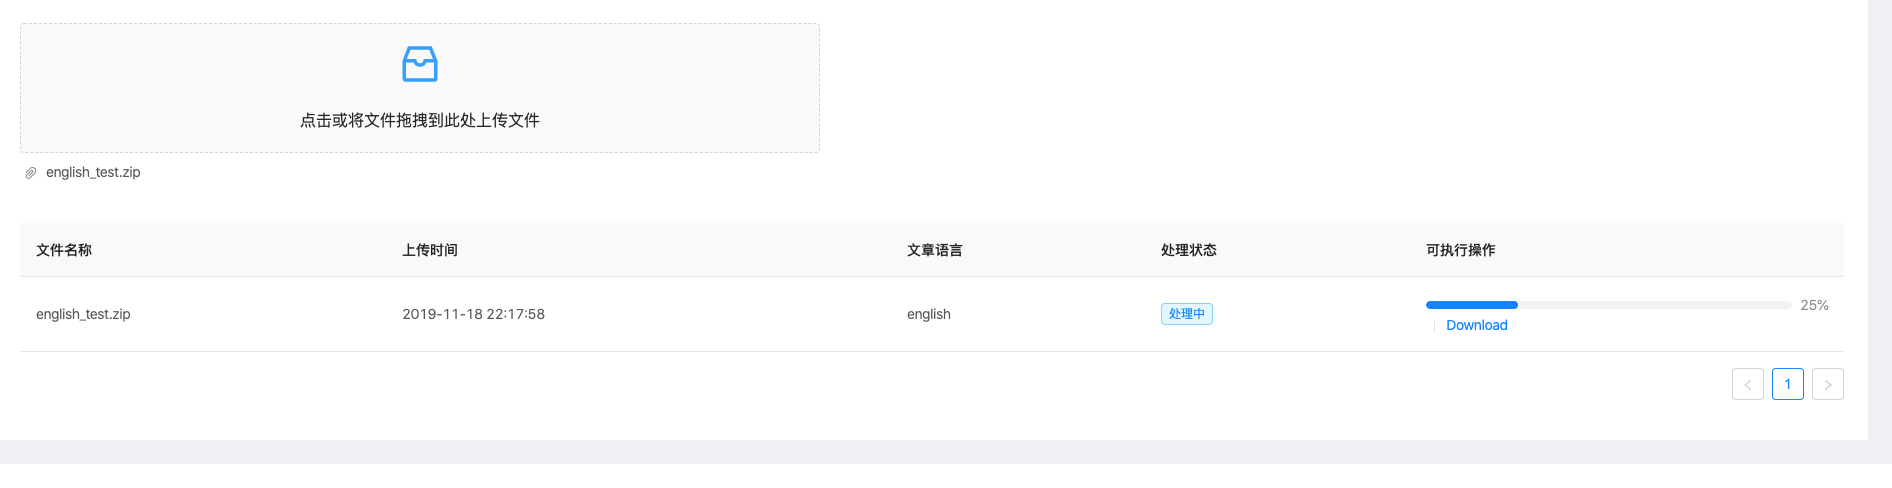 点击或将文件拖拽到此处上传文件
english_test.zip
文件名称 上传时间 文章语言 处理状态 可执行操作
english_test.zip 2019-11-18 22:17:58 english 处理中 25%
Download
< 1 >